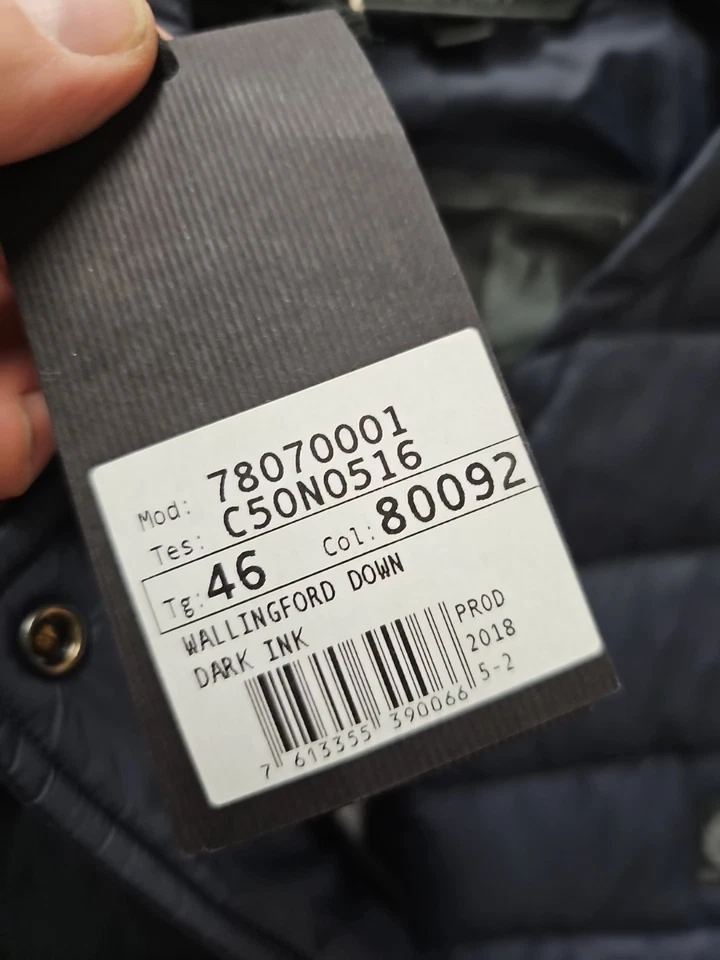 Mod: 78070001
Tes: C50N0516
Tg: 46 Col: 80092
WALLINGFORD DOWN
DARK INK
PROD
2018
5-2
7 613355 390066